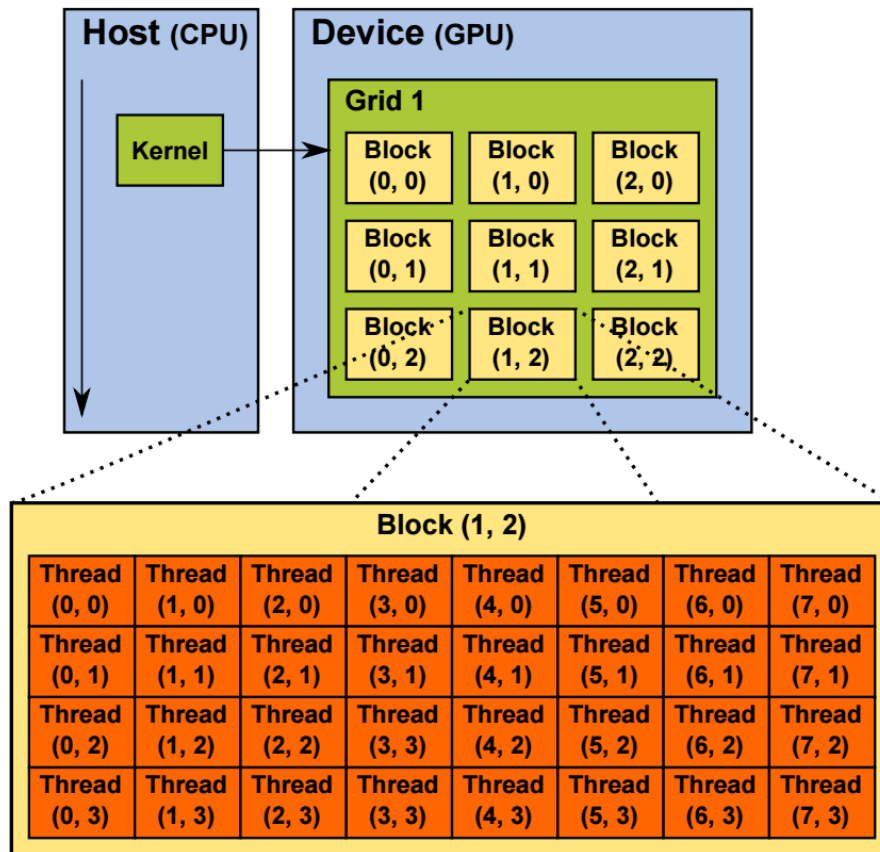 Host (CPU)
Device (GPU)
Grid 1
Kernel
Block
(0, 0)
Block
(1, 0)
Block
(2, 0)
Block
(0, 1)
Block
(1, 1)
Block
(2, 1)
Block
(0, 2)
Block
(1, 2)
Block
(2, 2)
Block (1, 2)
Thread
(0, 0)
Thread
(1, 0)
Thread
(2, 0)
Thread
(3, 0)
Thread
(4, 0)
Thread
(5, 0)
Thread
(6, 0)
Thread
(7, 0)
Thread
(0, 1)
Thread
(1, 1)
Thread
(2, 1)
Thread
(3, 1)
Thread
(4, 1)
Thread
(5, 1)
Thread
(6, 1)
Thread
(7, 1)
Thread
(0, 2)
Thread
(1, 2)
Thread
(2, 2)
Thread
(3, 3)
Thread
(4, 2)
Thread
(5, 2)
Thread
(6, 2)
Thread
(7, 2)
Thread
(0, 3)
Thread
(1, 3)
Thread
(2, 3)
Thread
(3, 3)
Thread
(4, 3)
Thread
(5, 3)
Thread
(6, 3)
Thread
(7, 3)